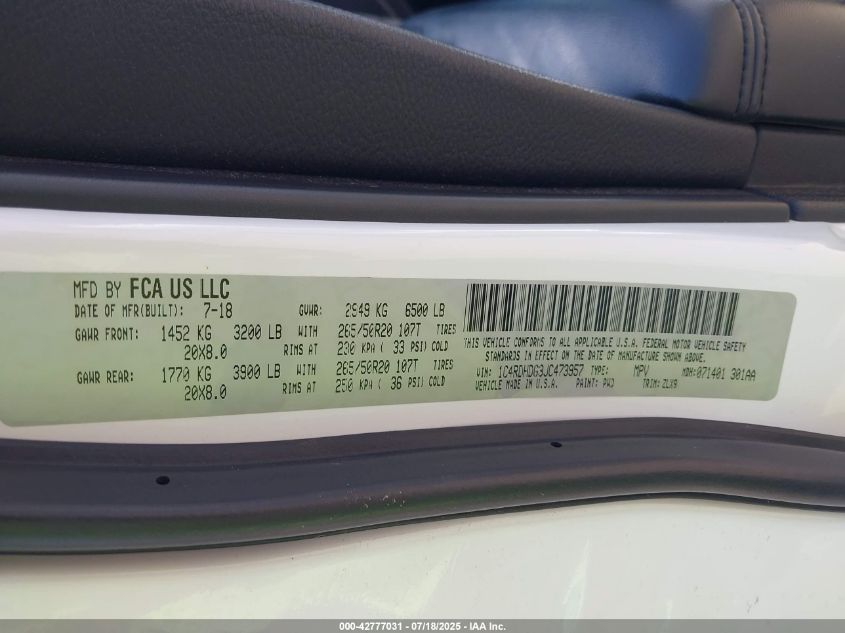 MFD BY FCA US LLC
DATE OF MFR(BUILT): 7-18 GVWR: 2949 KG 6500 LB
GAWR FRONT: 1452 KG 3200 LB WITH 265/50R20 107T TIRES
20X8.0 RIMS AT 230 KPA ( 33 PSI) COLD
GAWR REAR: 1770 KG 3900 LB WITH 265/50R20 107T TIRES
20X8.0 RIMS AT 250 KPA ( 36 PSI) COLD
THIS VEHICLE CONFORMS TO ALL APPLICABLE U.S.A. FEDERAL MOTOR VEHICLE SAFETY
STANDARDS IN EFFECT ON THE DATE OF MANUFACTURE SHOWN ABOVE.
VIN: 1C4RDHDG3JC473957 TYPE: MPV MDH:071401 301AA
VEHICLE MADE IN U.S.A. PAINT: PW7 TRIM: ZLX9
000-42777031 - 07/18/2025 - IAA Inc.